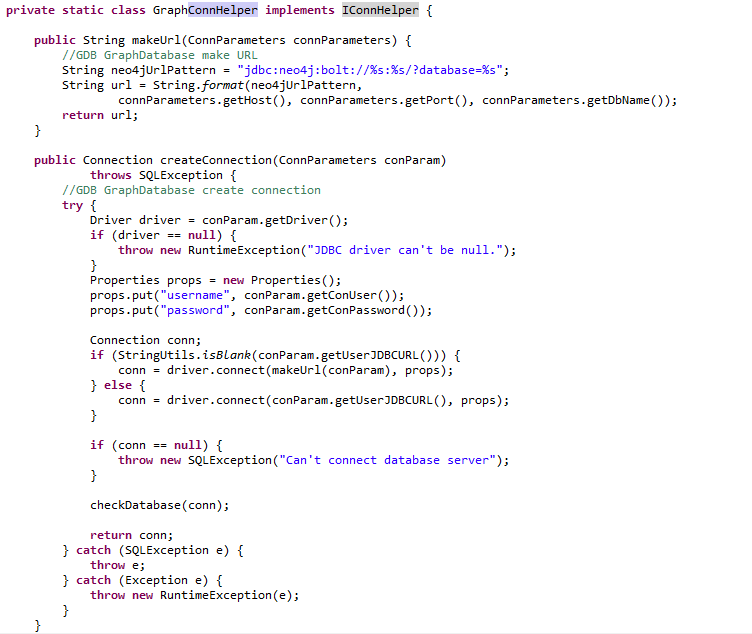 private static class GraphConnHelper implements IConnHelper {
public String makeUrl(ConnParameters connParameters) {
//GDB GraphDatabase make URL
String neo4jUrlPattern = "jdbc:neo4j:bolt://%s:%s/?database=%s";
String url = String.format(neo4jUrlPattern,
connParameters.getHost(), connParameters.getPort(), connParameters.getDbName());
return url;
}
public Connection createConnection(ConnParameters conParam)
throws SQLException {
//GDB GraphDatabase create connection
try {
Driver driver = conParam.getDriver();
if (driver == null) {
throw new RuntimeException("JDBC driver can't be null.");
}
Properties props = new Properties();
props.put("username", conParam.getConUser());
props.put("password", conParam.getConPassword());
Connection conn;
if (StringUtils.isBlank(conParam.getUserJDBCURL())) {
conn = driver.connect(makeUrl(conParam), props);
} else {
conn = driver.connect(conParam.getUserJDBCURL(), props);
}
if (conn == null) {
throw new SQLException("Can't connect database server");
}
checkDatabase(conn);
return conn;
} catch (SQLException e) {
throw e;
} catch (Exception e) {
throw new RuntimeException(e);
}
}